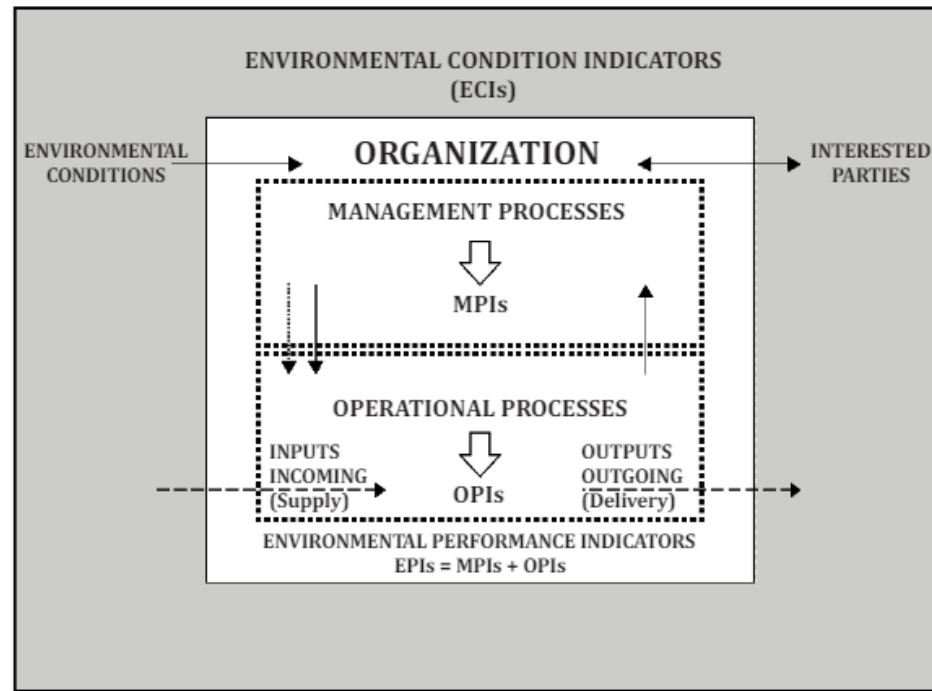 ENVIRONMENTAL CONDITION INDICATORS
(ECIs)
ENVIRONMENTAL
CONDITIONS
ORGANIZATION
INTERESTED
PARTIES
MANAGEMENT PROCESSES
MPIs
OPERATIONAL PROCESSES
INPUTS
INCOMING
(Supply)
OPIs
OUTPUTS
OUTGOING
(Delivery)
ENVIRONMENTAL PERFORMANCE INDICATORS
EPIs = MPIs + OPIs